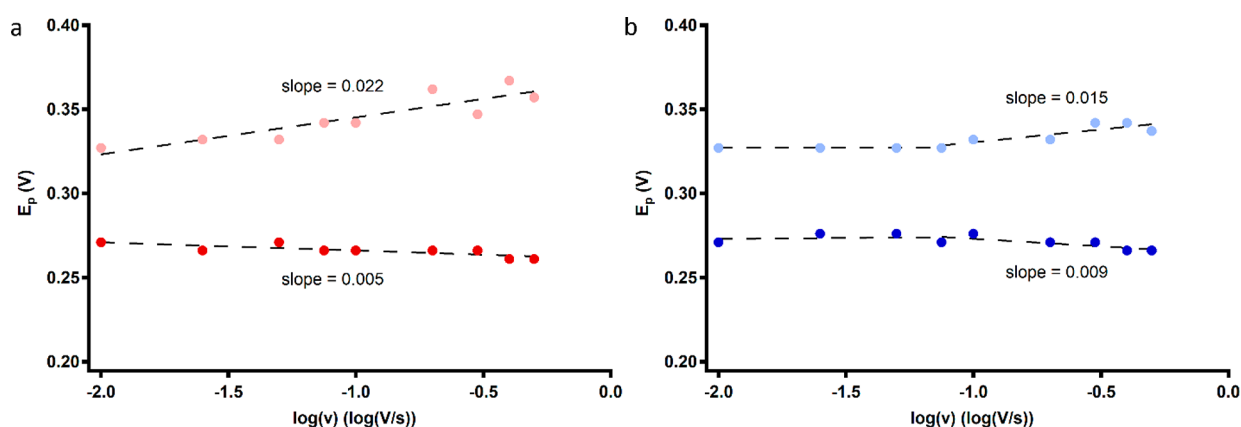 a
0.40
0.35
0.30
0.25
0.20
E_p (V)
slope = 0.022
slope = 0.005
-2.0 -1.5 -1.0 -0.5 0.0
log(v) (log(V/s))
b
0.40
0.35
0.30
0.25
0.20
E_p (V)
slope = 0.015
slope = 0.009
-2.0 -1.5 -1.0 -0.5 0.0
log(v) (log(V/s))